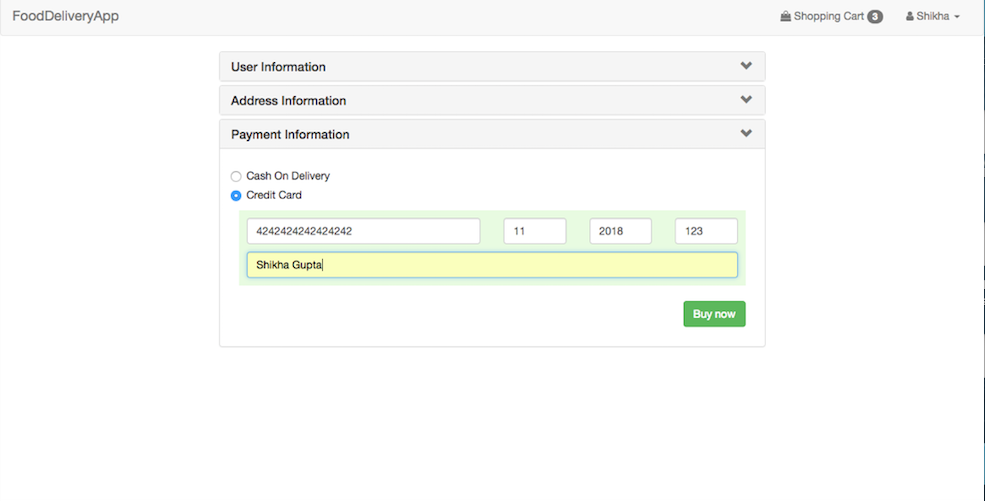 FoodDeliveryApp Shopping Cart 3 Shikha
User Information
Address Information
Payment Information
Cash On Delivery
Credit Card
4242424242424242 11 2018 123
Shikha Gupta
Buy now